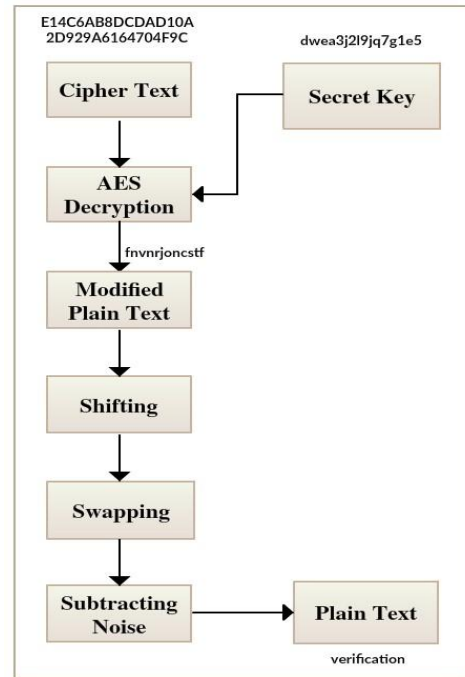 E14C6AB8DCDAD10A
2D929A6164704F9C
dwea3j2l9jq7g1e5
Cipher Text
Secret Key
AES
Decryption
fnvnrjoncstf
Modified
Plain Text
Shifting
Swapping
Subtracting
Noise
Plain Text
verification